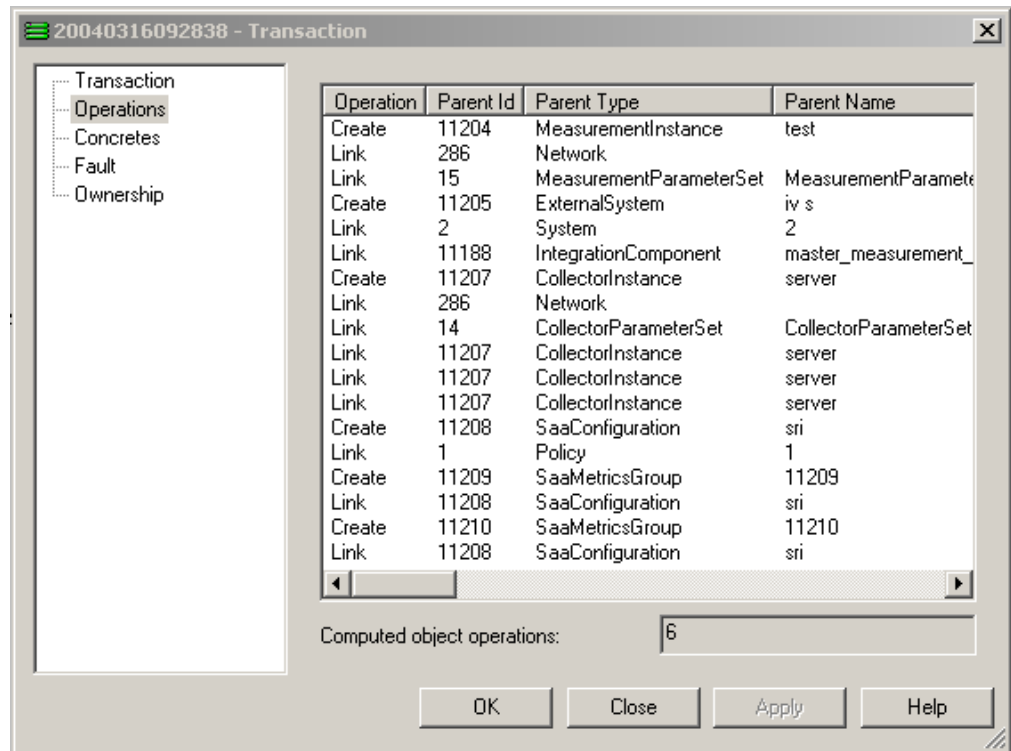 20040316092838 - Transaction
Transaction
Operations
Concretes
Fault
Ownership
Operation Parent Id Parent Type Parent Name
Create 11204 MeasurementInstance test
Link 286 Network
Link 15 MeasurementParameterSet MeasurementParamete
Create 11205 ExternalSystem iv s
Link 2 System 2
Link 11188 IntegrationComponent master_measurement_
Create 11207 CollectorInstance server
Link 286 Network
Link 14 CollectorParameterSet CollectorParameterSet
Link 11207 CollectorInstance server
Link 11207 CollectorInstance server
Link 11207 CollectorInstance server
Create 11208 SaaConfiguration sri
Link 1 Policy 1
Create 11209 SaaMetricsGroup 11209
Link 11208 SaaConfiguration sri
Create 11210 SaaMetricsGroup 11210
Link 11208 SaaConfiguration sri
Computed object operations: 6
OK Close Apply Help